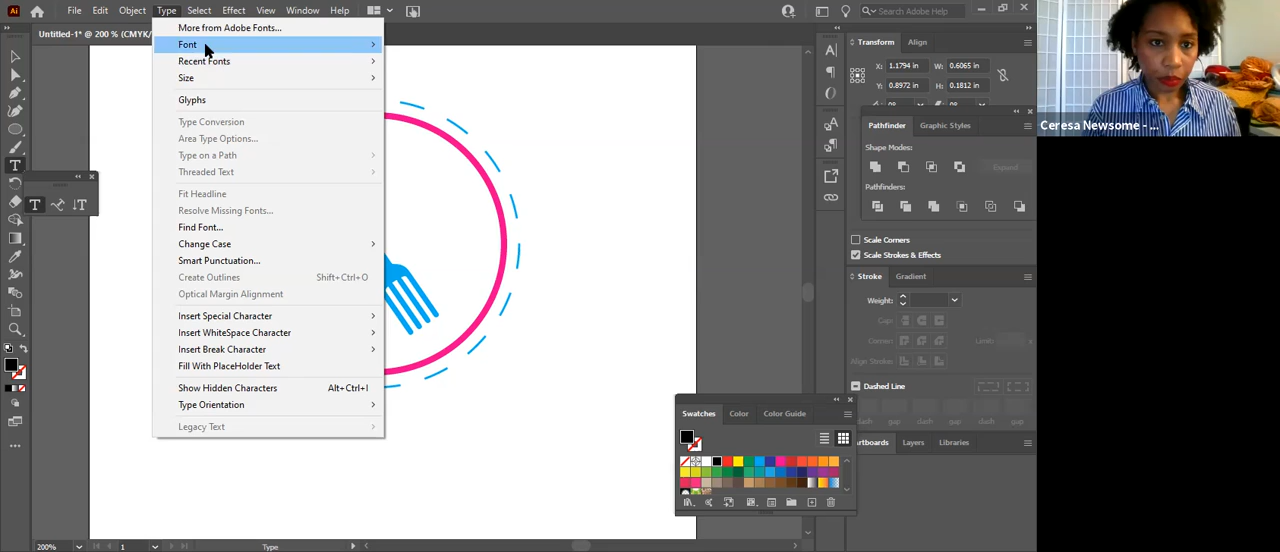 Ai
File Edit Object Type Select Effect View Window Help
Search Adobe Help
Untitled-1* @ 200 % (CMYK/
More from Adobe Fonts...
Font
Recent Fonts
Size
Glyphs
Type Conversion
Area Type Options...
Type on a Path
Threaded Text
Fit Headline
Resolve Missing Fonts...
Find Font...
Change Case
Smart Punctuation...
Create Outlines Shift+Ctrl+O
Optical Margin Alignment
Insert Special Character
Insert WhiteSpace Character
Insert Break Character
Fill With PlaceHolder Text
Show Hidden Characters Alt+Ctrl+I
Type Orientation
Legacy Text
Transform Align
X: 1.1794 in W: 0.6065 in
Y: 0.8972 in H: 0.1812 in
Pathfinder Graphic Styles
Shape Modes:
Expand
Pathfinders:
Scale Corners
Scale Strokes & Effects
Stroke Gradient
Weight:
Cap:
Corner: Limit:
Align Stroke:
Dashed Line
dash gap dash gap dash gap
Swatches Color Color Guide
Artboards Layers Libraries
200% 1 Type
Ceresa Newsome - ...